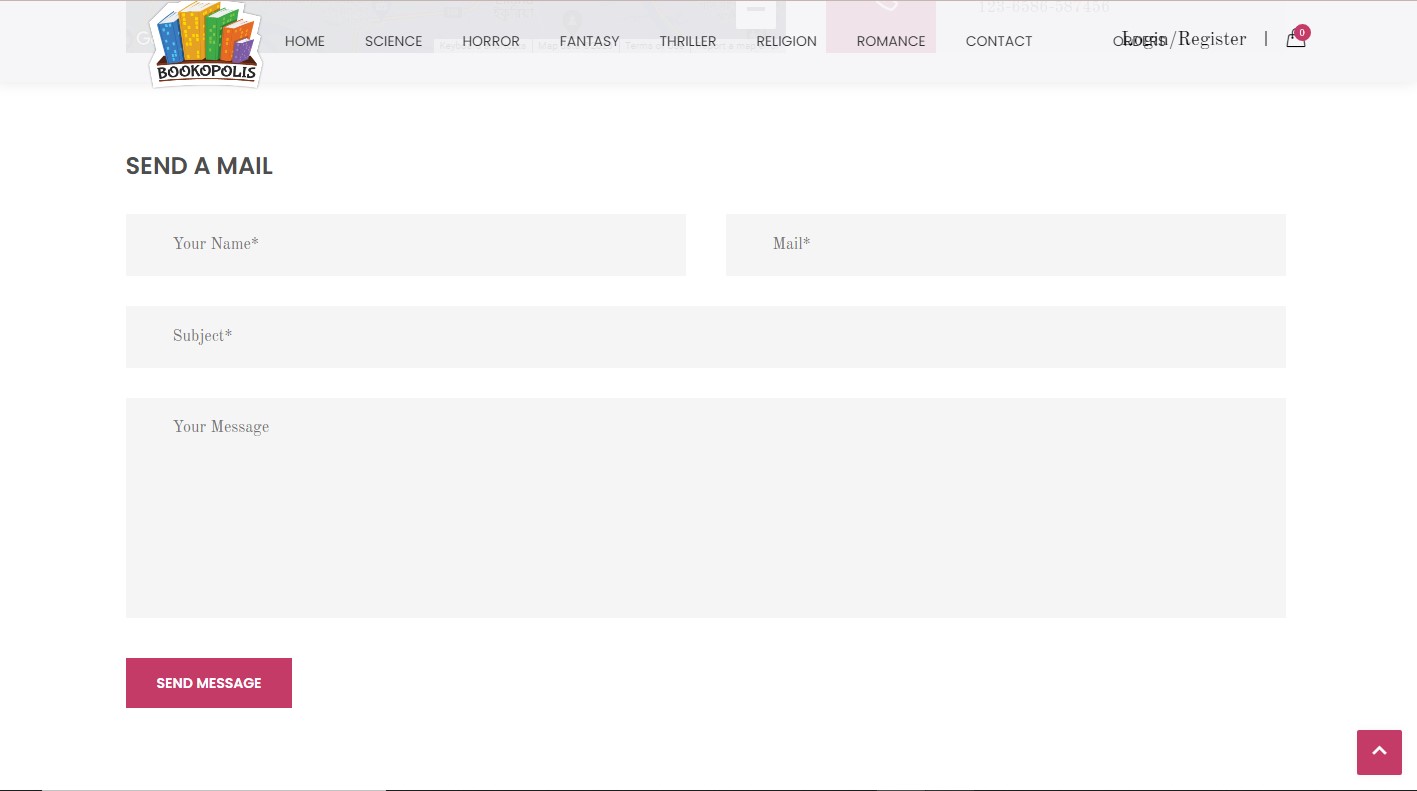 123-6586-587456
HOME SCIENCE HORROR FANTASY THRILLER RELIGION ROMANCE CONTACT ORDERS Login/Register | 0
BOOKOPOLIS
SEND A MAIL
Your Name* Mail*
Subject*
Your Message
SEND MESSAGE